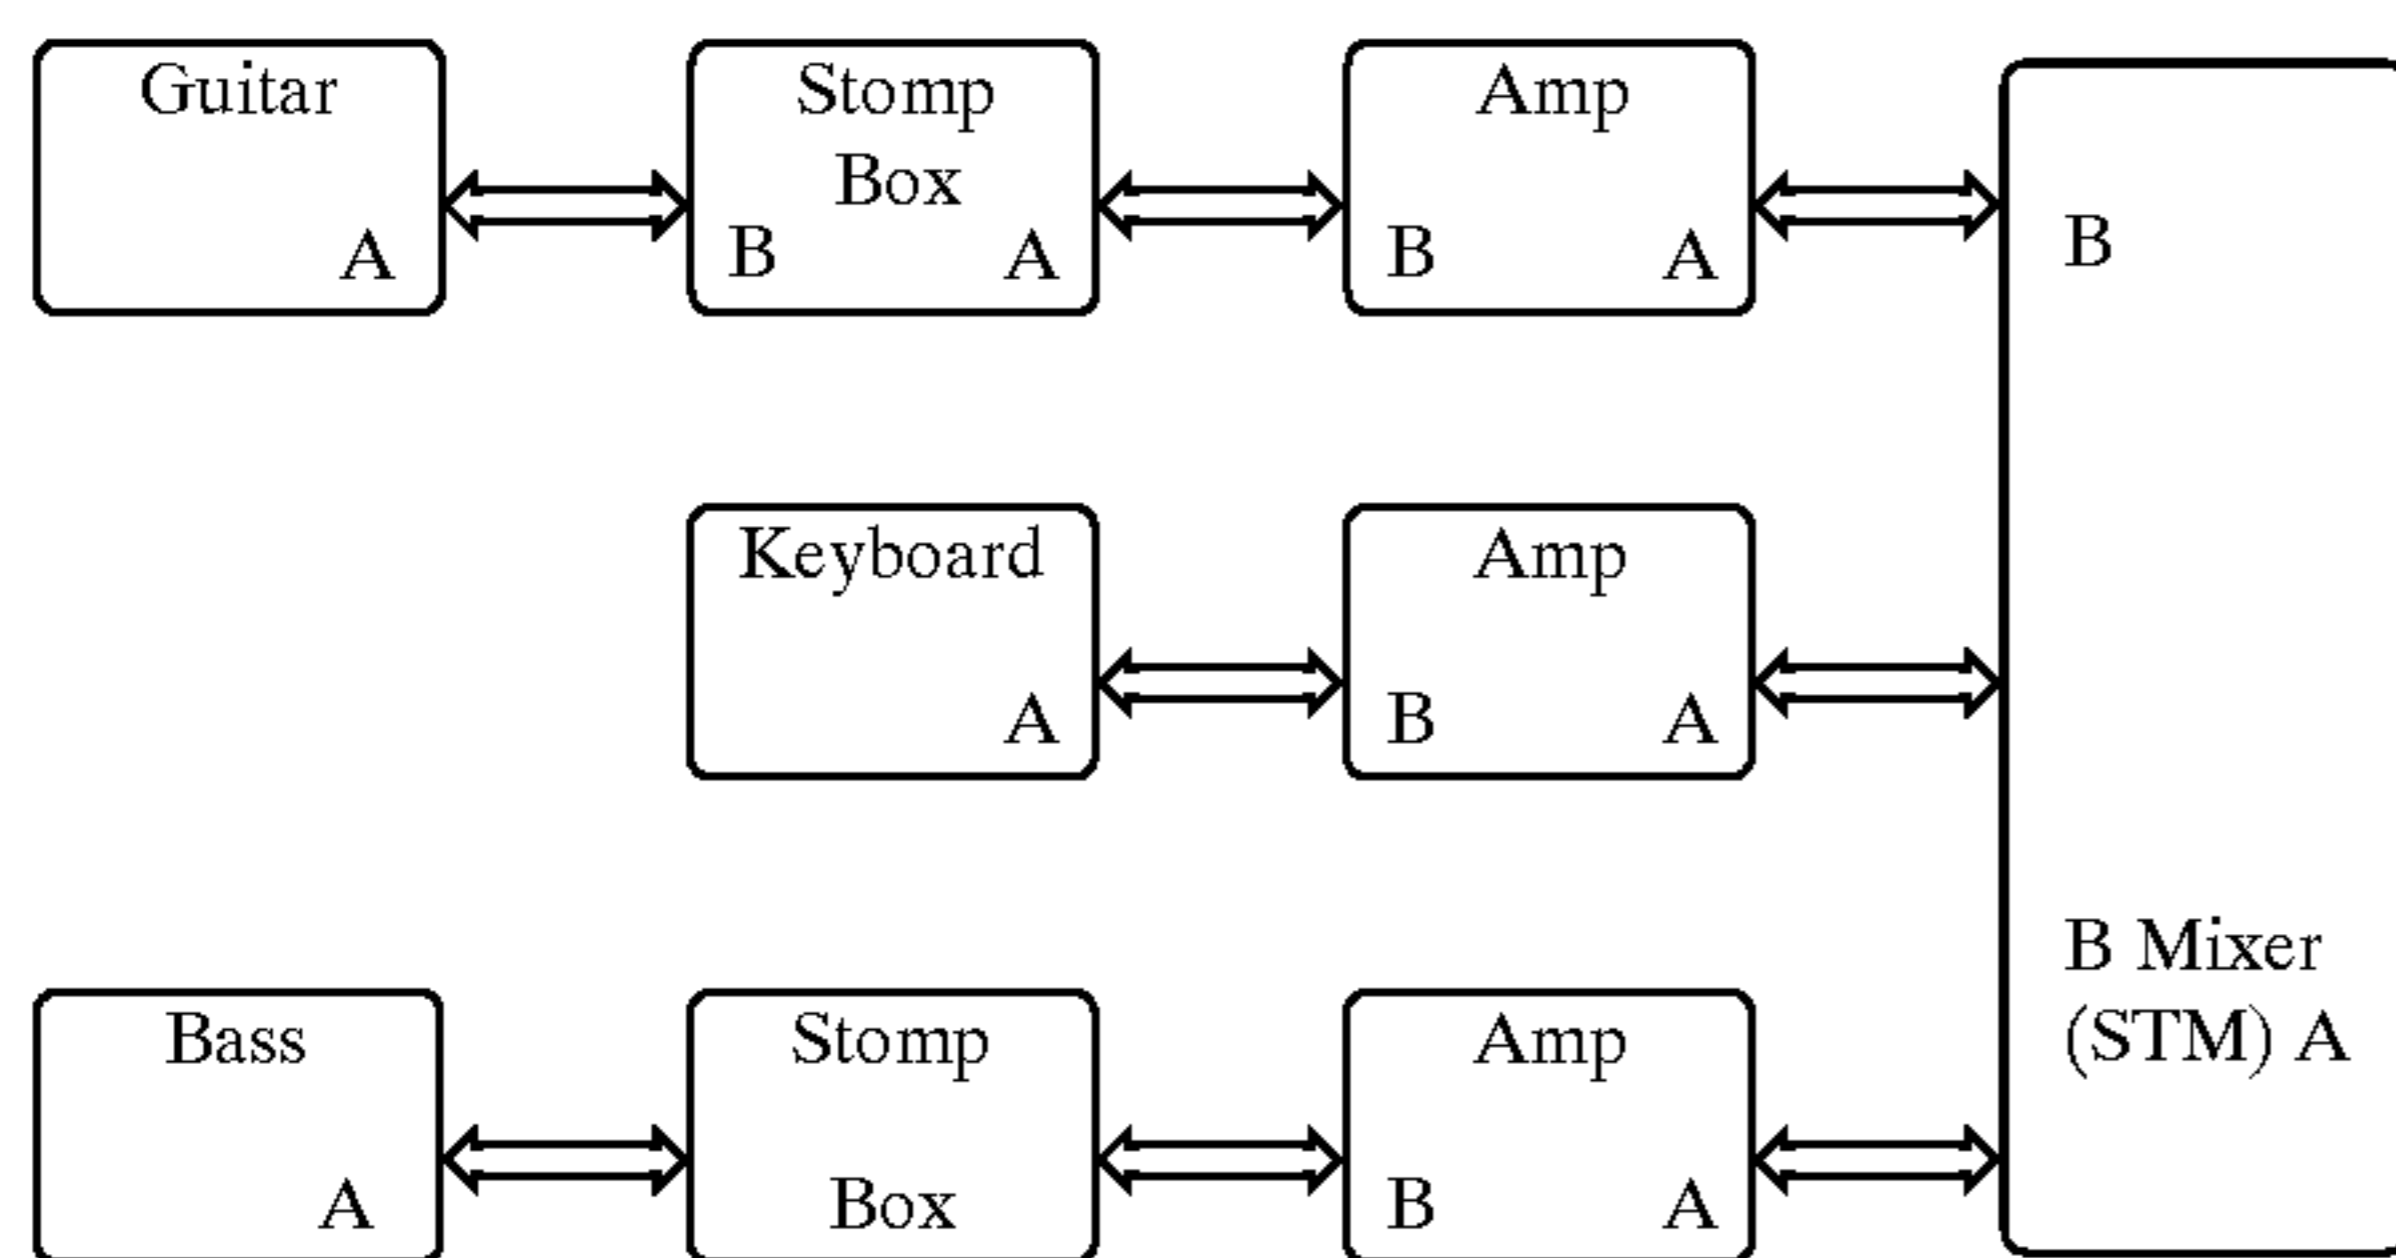 Guitar
A
Stomp
Box
B A
Amp
B A
B
Keyboard
A
Amp
B A
Bass
A
Stomp
Box
Amp
B A
B Mixer
(STM) A